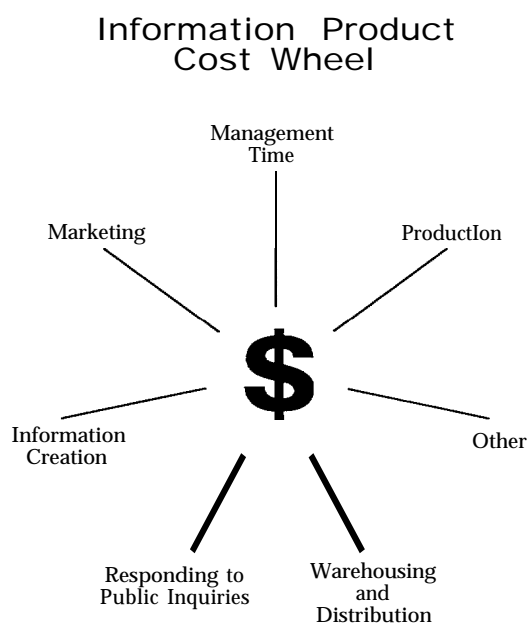 Information Product
Cost Wheel
Management
Time
Marketing
ProductIon
$
Information
Creation
Other
Responding to
Public Inquiries
Warehousing
and
Distribution